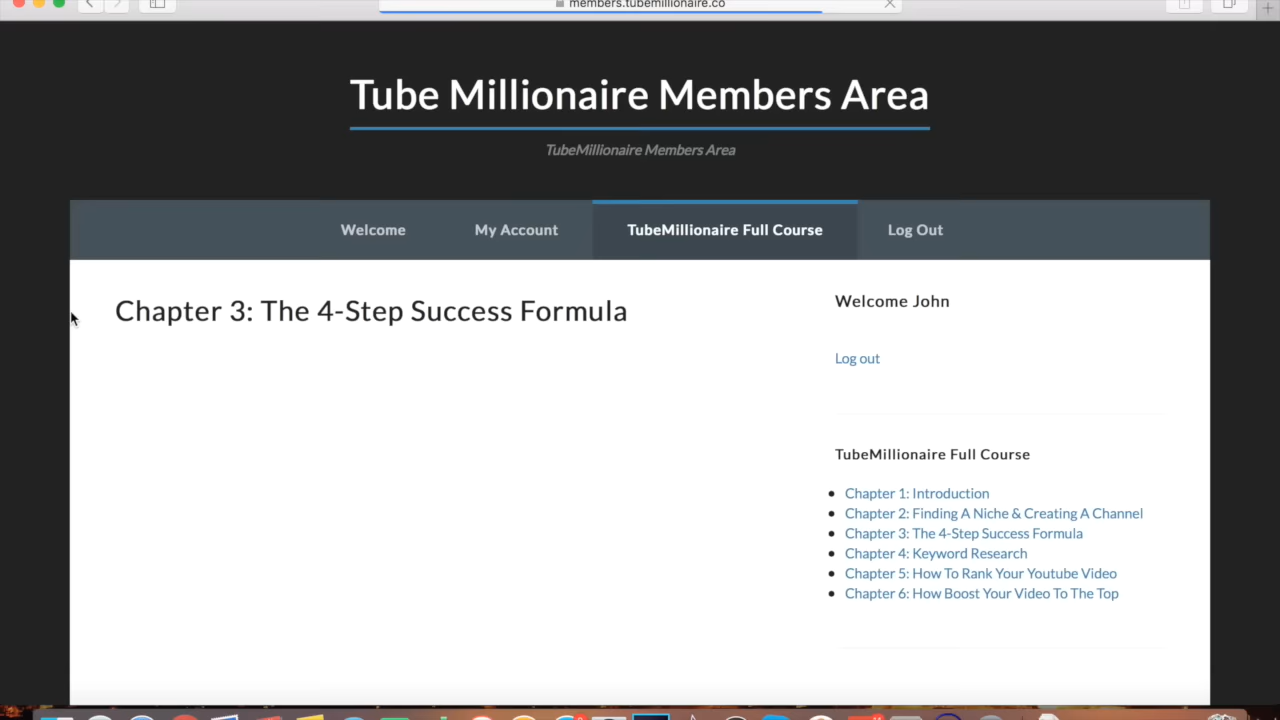 members.tubemillionaire.co
Tube Millionaire Members Area
TubeMillionaire Members Area
Welcome
My Account
TubeMillionaire Full Course
Log Out
Chapter 3: The 4-Step Success Formula
Welcome John
Log out
TubeMillionaire Full Course
Chapter 1: Introduction
Chapter 2: Finding A Niche & Creating A Channel
Chapter 3: The 4-Step Success Formula
Chapter 4: Keyword Research
Chapter 5: How To Rank Your Youtube Video
Chapter 6: How Boost Your Video To The Top